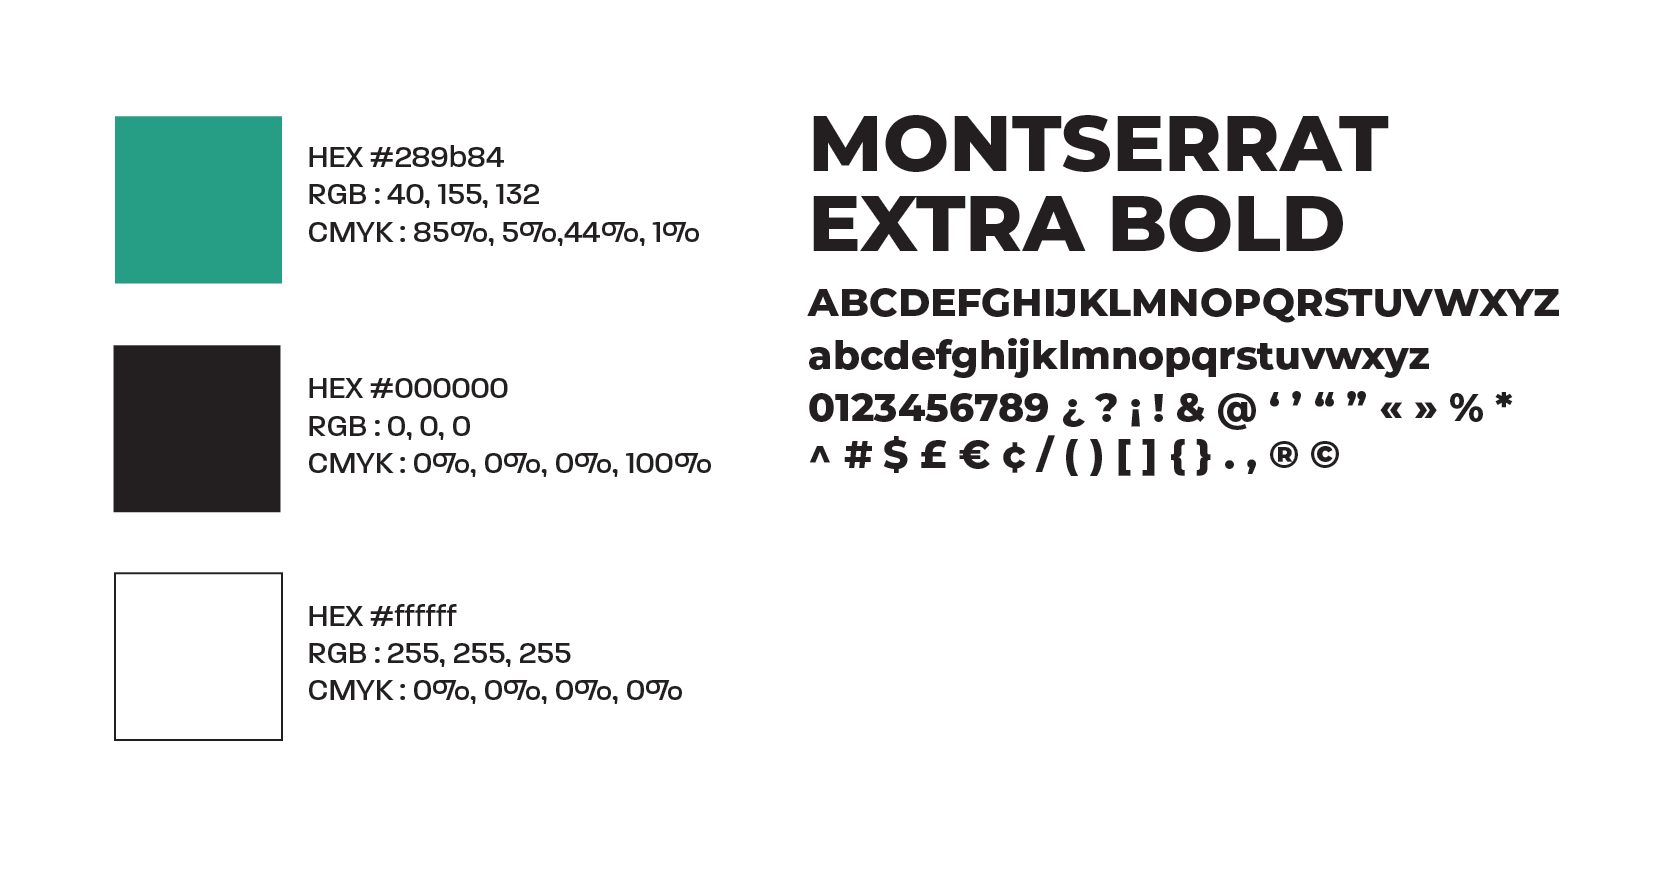 HEX #289b84
RGB : 40, 155, 132
CMYK : 85%, 5%,44%, 1%
HEX #000000
RGB : 0, 0, 0
CMYK : 0%, 0%, 0%, 100%
HEX #ffffff
RGB : 255, 255, 255
CMYK : 0%, 0%, 0%, 0%
MONTSERRAT
EXTRA BOLD
ABCDEFGHIJKLMNOPQRSTUVWXYZ
abcdefghijklmnopqrstuvwxyz
0123456789 ¿ ? ¡ ! & @ ‘ ’ “ ” « » % *
^ # $ £ € ¢ / ( ) [ ] { } . , ® ©